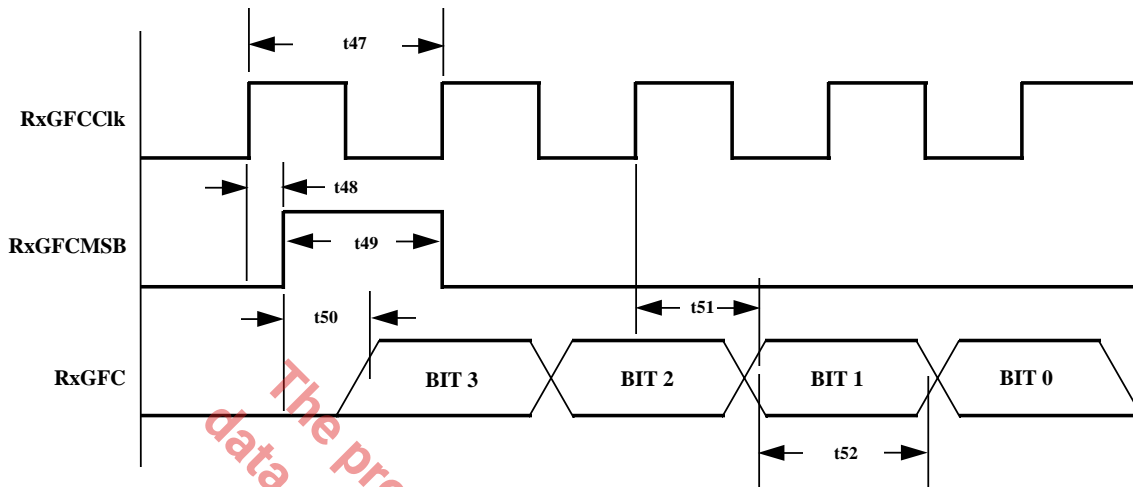 t47
RxGFCClk
t48
RxGFCMSB
t49
t50
t51
RxGFC
BIT 3
BIT 2
BIT 1
BIT 0
t52
The pre
data